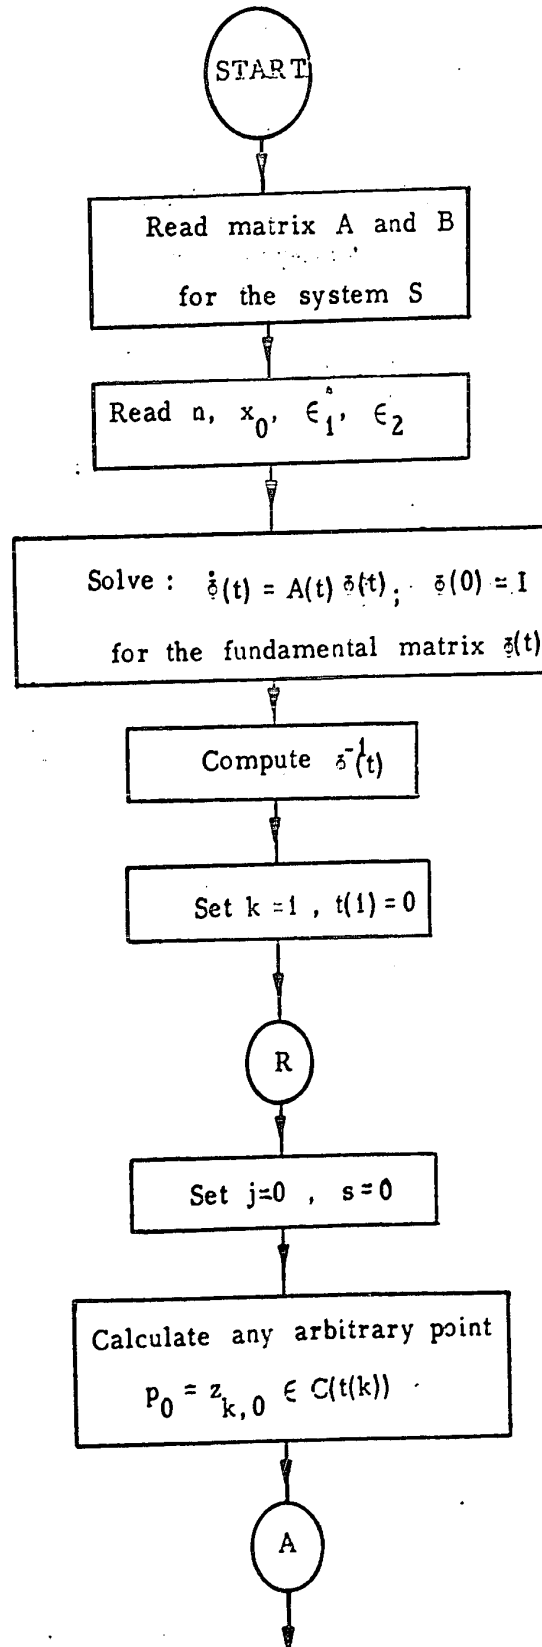 START
Read matrix A and B
for the system S
Read n, x₀, ϵ₁, ϵ₂
Solve : Φ̇(t) = A(t) Φ(t); Φ(0) = I
for the fundamental matrix Φ(t)
Compute Φ⁻¹(t)
Set k = 1 , t(1) = 0
R
Set j=0 , s=0
Calculate any arbitrary point
p₀ = z_{k,0} ∈ C(t(k))
A